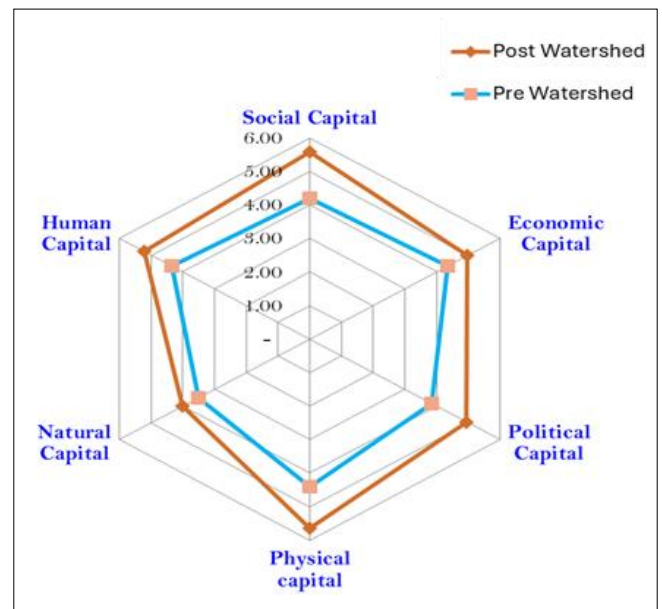 Post Watershed
Pre Watershed
Social Capital
6.00
5.00
4.00
3.00
2.00
1.00
-
Human
Capital
Economic
Capital
Natural
Capital
Political
Capital
Physical
capital